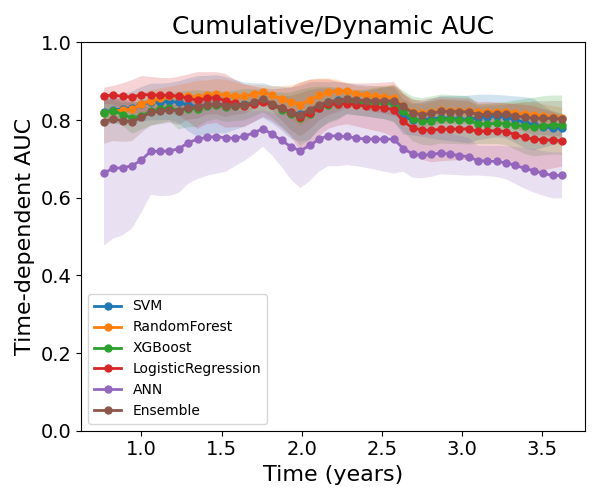 Cumulative/Dynamic AUC
Time-dependent AUC
1.0
0.8
0.6
0.4
0.2
0.0
SVM
RandomForest
XGBoost
LogisticRegression
ANN
Ensemble
1.0 1.5 2.0 2.5 3.0 3.5
Time (years)